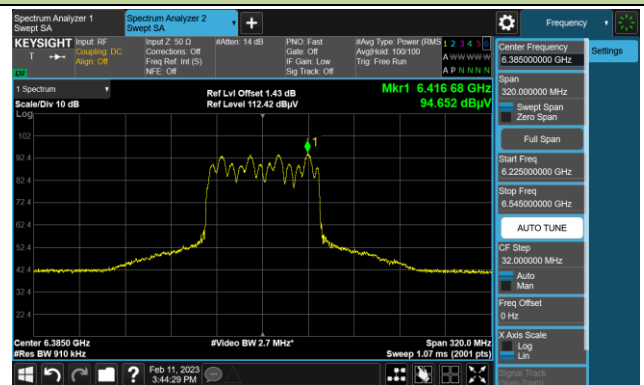 Spectrum Analyzer 1
Swept SA
Spectrum Analyzer 2
Swept SA
Frequency
KEYSIGHT
T
Input: RF
Coupling: DC
Align: Off
Input Z: 50 Ω
Corrections: Off
Freq Ref: Int (S)
NFE: Off
#Atten: 14 dB
PNO: Fast
Gate: Off
IF Gain: Low
Sig Track: Off
#Avg Type: Power (RMS
Avg|Hold: 100/100
Trig: Free Run
1 2 3 4 5 6
A W W W W W
A P N N N N
1 Spectrum
Scale/Div 10 dB
Log
Ref Lvl Offset 1.43 dB
Ref Level 112.42 dBµV
Mkr1 6.416 68 GHz
94.652 dBµV
102
92.4
82.4
72.4
62.4
52.4
42.4
32.4
22.4
1
Center 6.3850 GHz
#Res BW 910 kHz
#Video BW 2.7 MHz*
Span 320.0 MHz
Sweep 1.07 ms (2001 pts)
Center Frequency
6.385000000 GHz
Settings
Span
320.000000 MHz
Swept Span
Zero Span
Full Span
Start Freq
6.225000000 GHz
Stop Freq
6.545000000 GHz
AUTO TUNE
CF Step
32.000000 MHz
Auto
Man
Freq Offset
0 Hz
X Axis Scale
Log
Lin
Signal Track
(Span Zoom)
Feb 11, 2023
3:44:29 PM